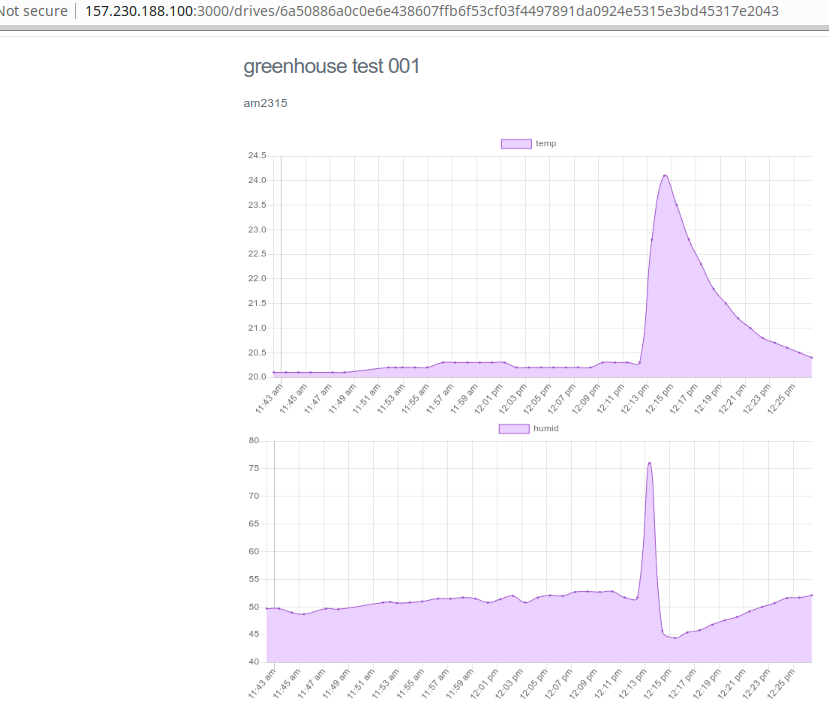 Not secure | 157.230.188.100:3000/drives/6a50886a0c0e6e438607ffb6f53cf03f4497891da0924e5315e3bd45317e2043
greenhouse test 001
am2315
temp
24.5
24.0
23.5
23.0
22.5
22.0
21.5
21.0
20.5
20.0
11:43 am 11:45 am 11:47 am 11:49 am 11:51 am 11:53 am 11:55 am 11:57 am 11:59 am 12:01 pm 12:03 pm 12:05 pm 12:07 pm 12:09 pm 12:11 pm 12:13 pm 12:15 pm 12:17 pm 12:19 pm 12:21 pm 12:23 pm 12:25 pm
humid
80
75
70
65
60
55
50
45
40
11:43 am 11:45 am 11:47 am 11:49 am 11:51 am 11:53 am 11:55 am 11:57 am 11:59 am 12:01 pm 12:03 pm 12:05 pm 12:07 pm 12:09 pm 12:11 pm 12:13 pm 12:15 pm 12:17 pm 12:19 pm 12:21 pm 12:23 pm 12:25 pm